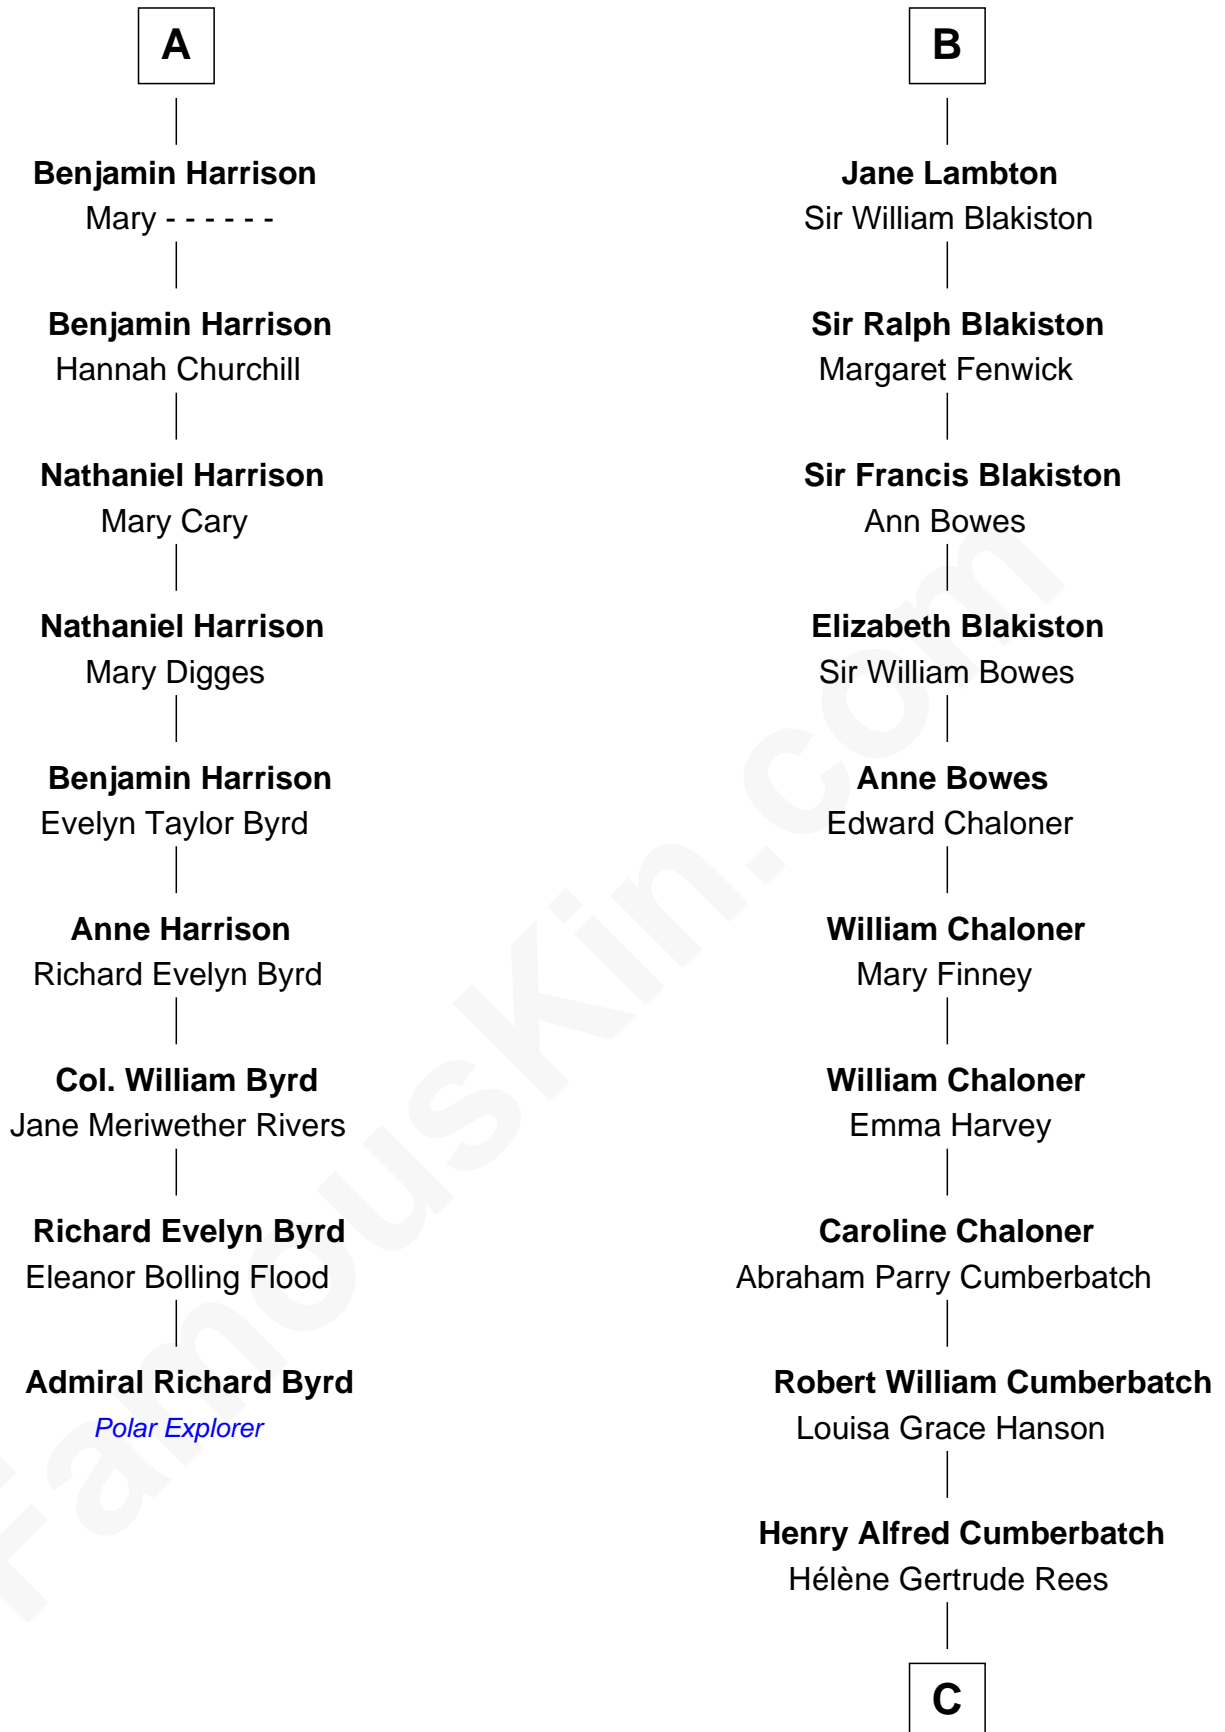 A
Benjamin Harrison
Mary - - - - - -
Benjamin Harrison
Hannah Churchill
Nathaniel Harrison
Mary Cary
Nathaniel Harrison
Mary Digges
Benjamin Harrison
Evelyn Taylor Byrd
Anne Harrison
Richard Evelyn Byrd
Col. William Byrd
Jane Meriwether Rivers
Richard Evelyn Byrd
Eleanor Bolling Flood
Admiral Richard Byrd
Polar Explorer
B
Jane Lambton
Sir William Blakiston
Sir Ralph Blakiston
Margaret Fenwick
Sir Francis Blakiston
Ann Bowes
Elizabeth Blakiston
Sir William Bowes
Anne Bowes
Edward Chaloner
William Chaloner
Mary Finney
William Chaloner
Emma Harvey
Caroline Chaloner
Abraham Parry Cumberbatch
Robert William Cumberbatch
Louisa Grace Hanson
Henry Alfred Cumberbatch
Hélène Gertrude Rees
C
FamousKin.com